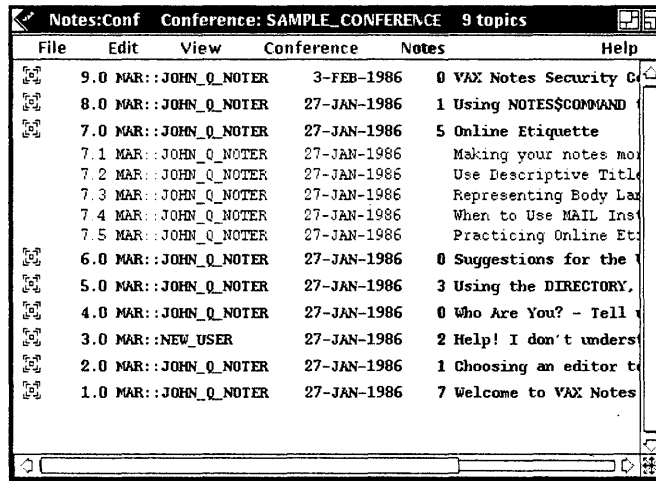 Notes:Conf Conference: SAMPLE_CONFERENCE 9 topics
File Edit View Conference Notes Help
9.0 MAR::JOHN_Q_NOTER 3-FEB-1986 0 VAX Notes Security
8.0 MAR::JOHN_Q_NOTER 27-JAN-1986 1 Using NOTES$COMMAND
7.0 MAR::JOHN_Q_NOTER 27-JAN-1986 5 Online Etiquette
7.1 MAR::JOHN_Q_NOTER 27-JAN-1986 Making your notes
7.2 MAR::JOHN_Q_NOTER 27-JAN-1986 Use Descriptive Titl
7.3 MAR::JOHN_Q_NOTER 27-JAN-1986 Representing Body La
7.4 MAR::JOHN_Q_NOTER 27-JAN-1986 When to Use MAIL Ins
7.5 MAR::JOHN_Q_NOTER 27-JAN-1986 Practicing Online Et
6.0 MAR::JOHN_Q_NOTER 27-JAN-1986 0 Suggestions for the
5.0 MAR::JOHN_Q_NOTER 27-JAN-1986 3 Using the DIRECTORY,
4.0 MAR::JOHN_Q_NOTER 27-JAN-1986 0 Who Are You? - Tell
3.0 MAR::NEW_USER 27-JAN-1986 2 Help! I don't unders
2.0 MAR::JOHN_Q_NOTER 27-JAN-1986 1 Choosing an editor
1.0 MAR::JOHN_Q_NOTER 27-JAN-1986 7 Welcome to VAX Notes